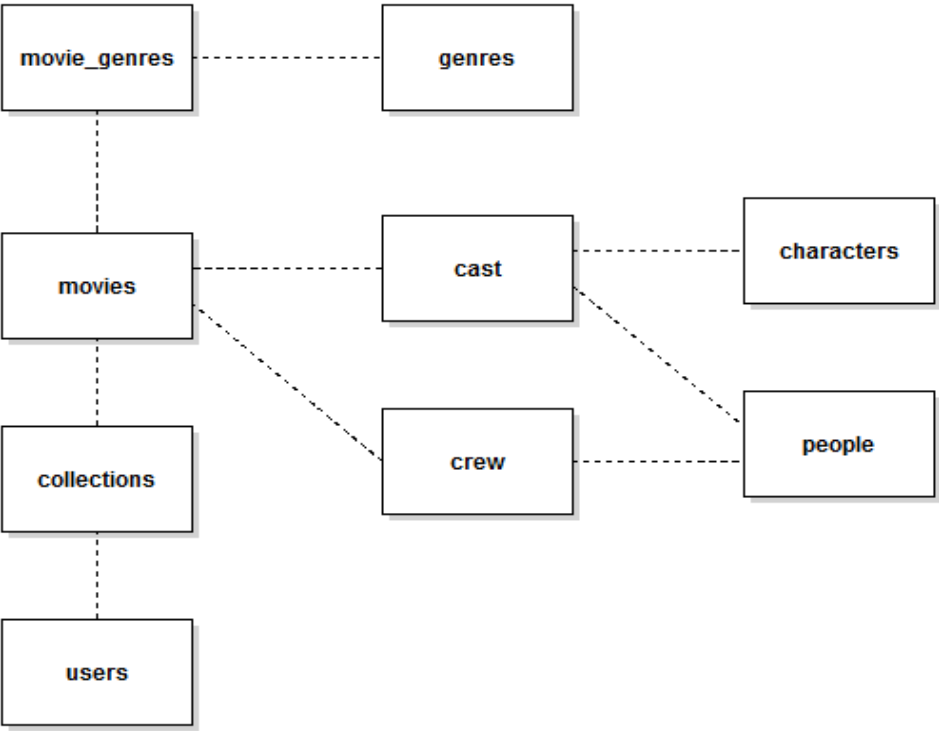 movie_genres
genres
movies
cast
characters
collections
crew
people
users